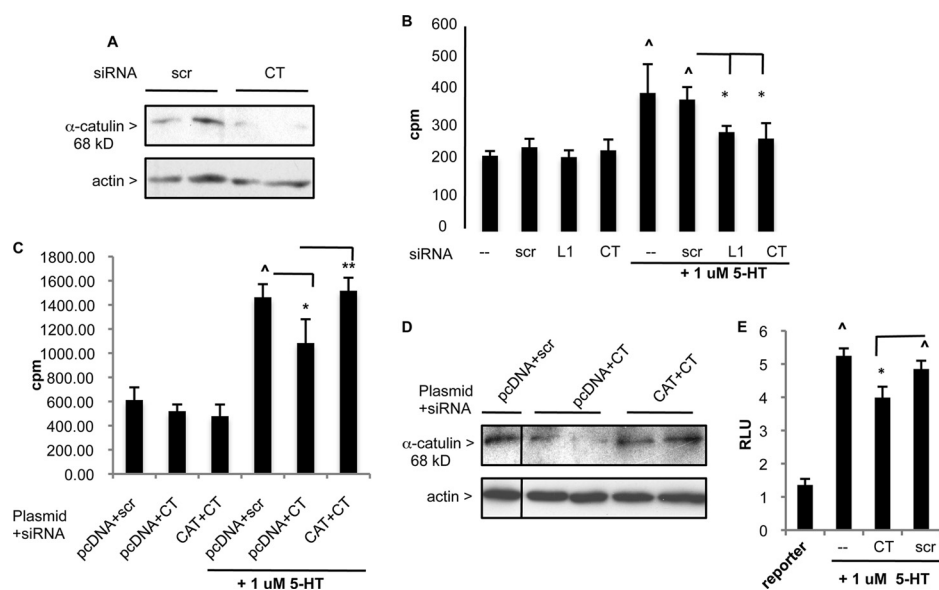 A
siRNA scr CT
α-catulin >
68 kD
actin >
B
600
500
400
300
200
100
0
cpm
^ ^ * *
siRNA -- scr L1 CT -- scr L1 CT
+ 1 uM 5-HT
C
1800.00
1600.00
1400.00
1200.00
1000.00
800.00
600.00
400.00
200.00
0.00
cpm
^ * **
Plasmid
+siRNA
pcDNA+scr
pcDNA+CT
CAT+CT
pcDNA+scr
pcDNA+CT
CAT+CT
+ 1 uM 5-HT
D
Plasmid
+siRNA
pcDNA+scr
pcDNA+CT
CAT+CT
α-catulin >
68 kD
actin >
E
6
5
4
3
2
1
0
RLU
^ * ^
reporter
-- CT scr
+ 1 uM 5-HT